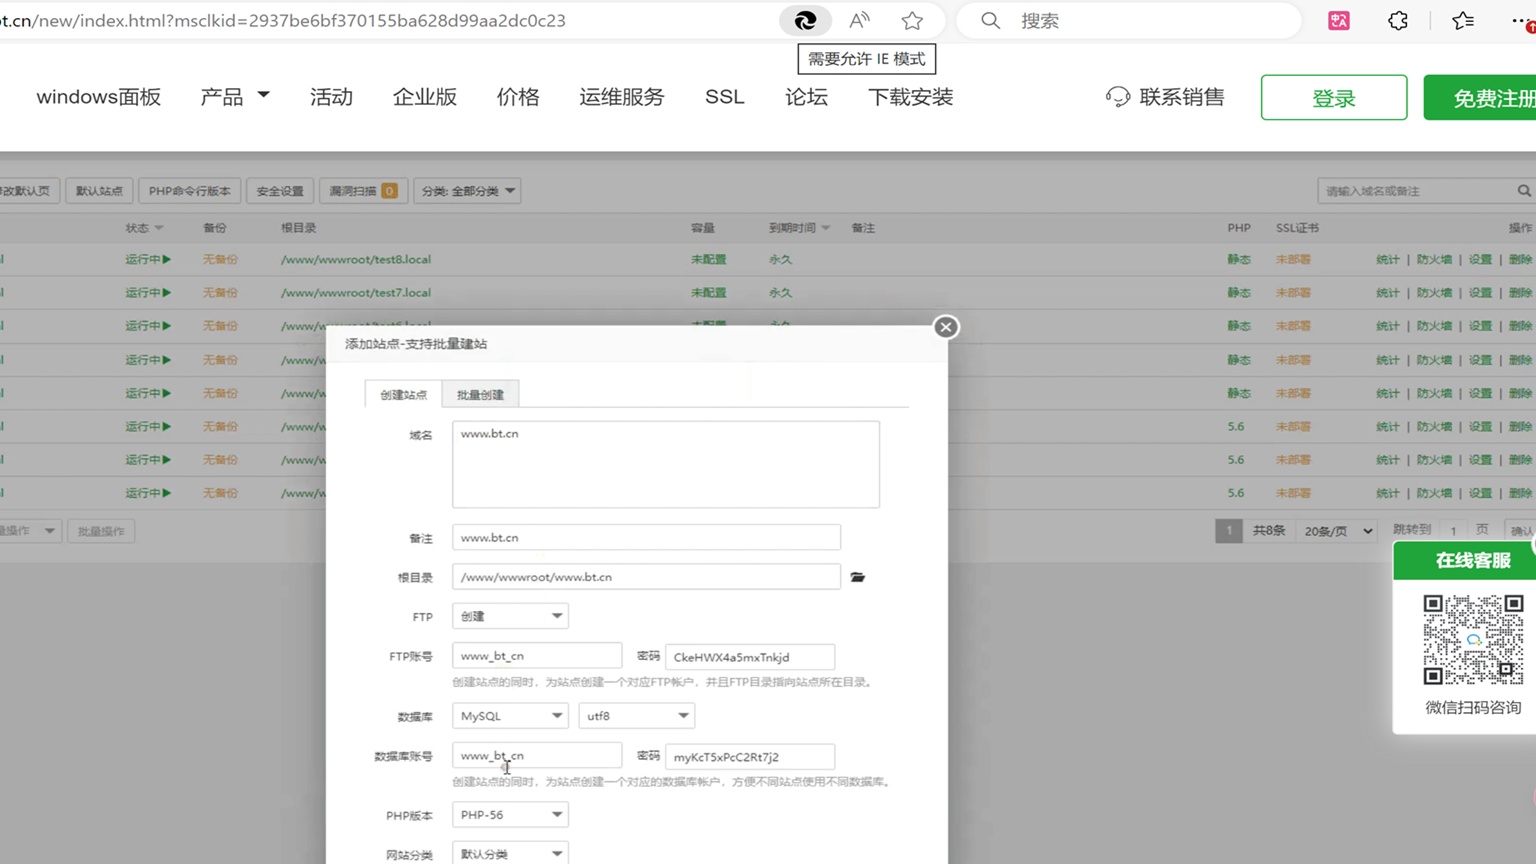 ot.cn/new/index.html?msclkid=2937be6bf370155ba628d99aa2dc0c23
搜索
需要允许 IE 模式
windows面板 产品 活动 企业版 价格 运维服务 SSL 论坛 下载安装 联系销售 登录 免费注册
修改默认页 默认站点 PHP命令行版本 安全设置 漏洞扫描 0 分类: 全部分类 请输入域名或备注
状态 备份 根目录 容量 到期时间 备注 PHP SSL证书 操作
运行中 无备份 /www/wwwroot/test8.local 未配置 永久 静态 未部署 统计 | 防火墙 | 设置 | 删除
运行中 无备份 /www/wwwroot/test7.local 未配置 永久 静态 未部署 统计 | 防火墙 | 设置 | 删除
运行中 无备份 /www/wwwroot/test6.local 未配置 永久 静态 未部署 统计 | 防火墙 | 设置 | 删除
运行中 无备份 /www/w 静态 未部署 统计 | 防火墙 | 设置 | 删除
运行中 无备份 /www/w 静态 未部署 统计 | 防火墙 | 设置 | 删除
运行中 无备份 /www/w 5.6 未部署 统计 | 防火墙 | 设置 | 删除
运行中 无备份 /www/w 5.6 未部署 统计 | 防火墙 | 设置 | 删除
运行中 无备份 /www/w 5.6 未部署 统计 | 防火墙 | 设置 | 删除
量操作 批量操作 1 共8条 20条/页 跳转到 1 页 确认
添加站点-支持批量建站
创建站点 批量创建
域名 www.bt.cn
备注 www.bt.cn
根目录 /www/wwwroot/www.bt.cn
FTP 创建
FTP账号 www_bt_cn 密码 CkeHWX4a5mxTnkjd
创建站点的同时，为站点创建一个对应FTP帐户，并且FTP目录指向站点所在目录。
数据库 MySQL utf8
数据库账号 www_bt_cn 密码 myKcT5xPcC2Rt7j2
创建站点的同时，为站点创建一个对应的数据库帐户，方便不同站点使用不同数据库。
PHP版本 PHP-56
网站分类 默认分类
在线客服
微信扫码咨询